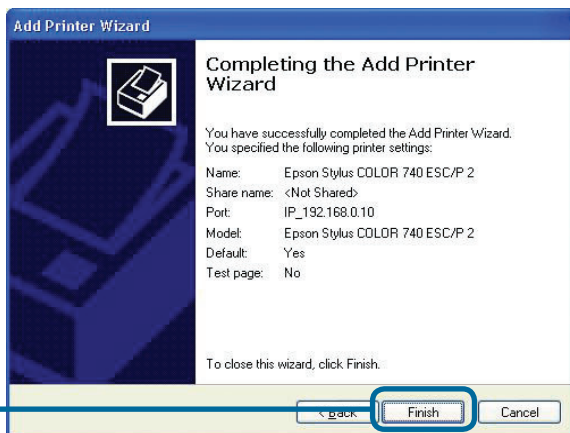 Add Printer Wizard
Completing the Add Printer
Wizard
You have successfully completed the Add Printer Wizard.
You specified the following printer settings:
Name: Epson Stylus COLOR 740 ESC/P 2
Share name: <Not Shared>
Port: IP_192.168.0.10
Model: Epson Stylus COLOR 740 ESC/P 2
Default: Yes
Test page: No
To close this wizard, click Finish.
< Back Finish Cancel